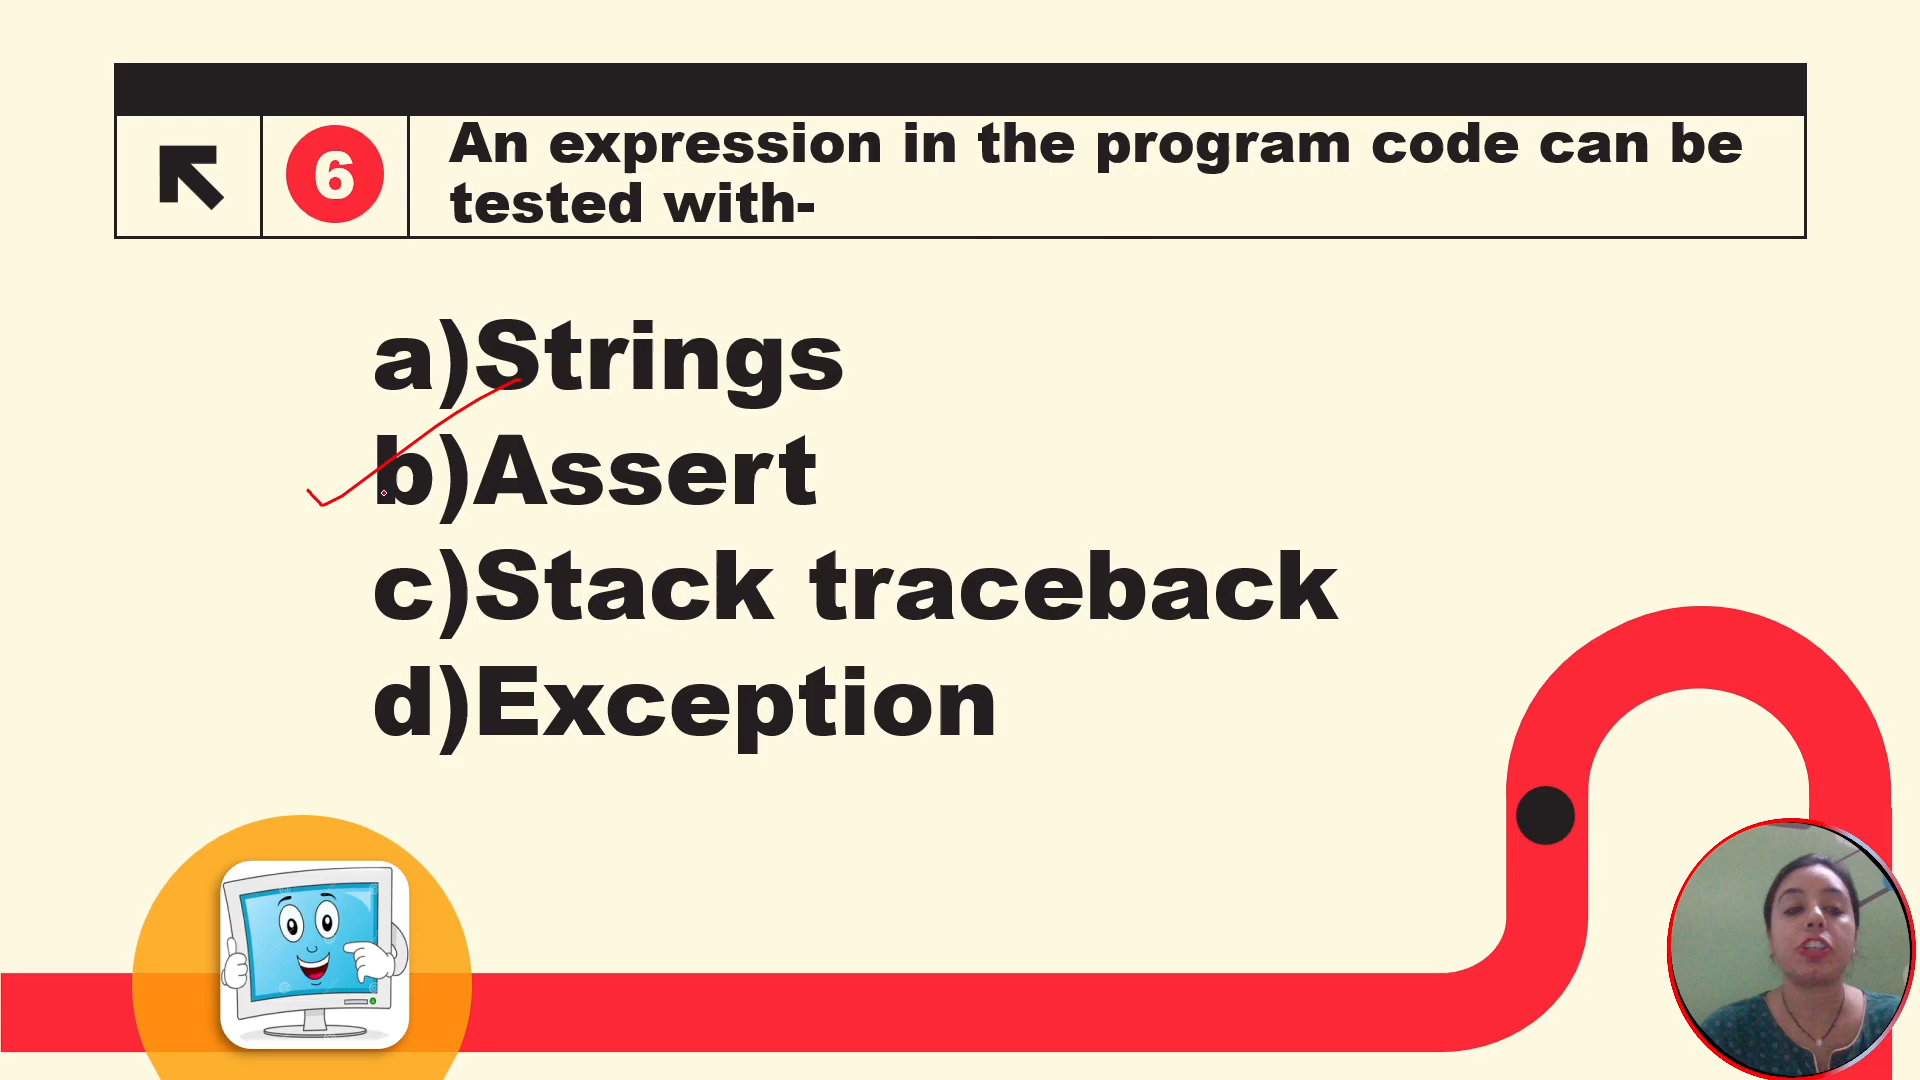 6
An expression in the program code can be
tested with-
a)Strings
b)Assert
c)Stack traceback
d)Exception